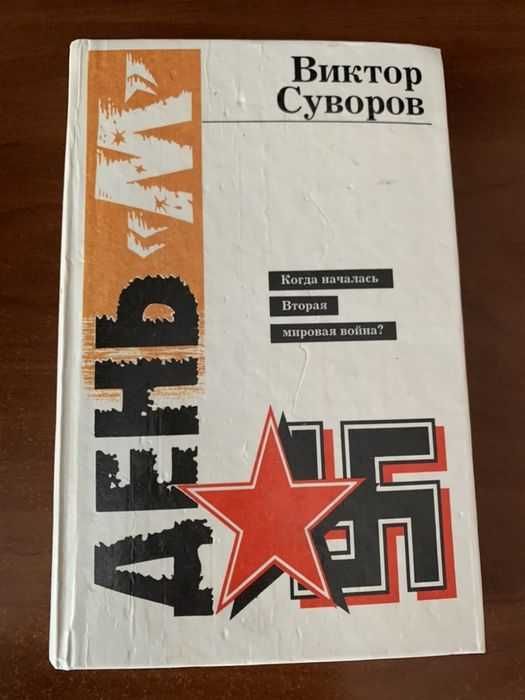 Виктор
Суворов
ДЕНЬ «М»
Когда началась
Вторая
мировая война?